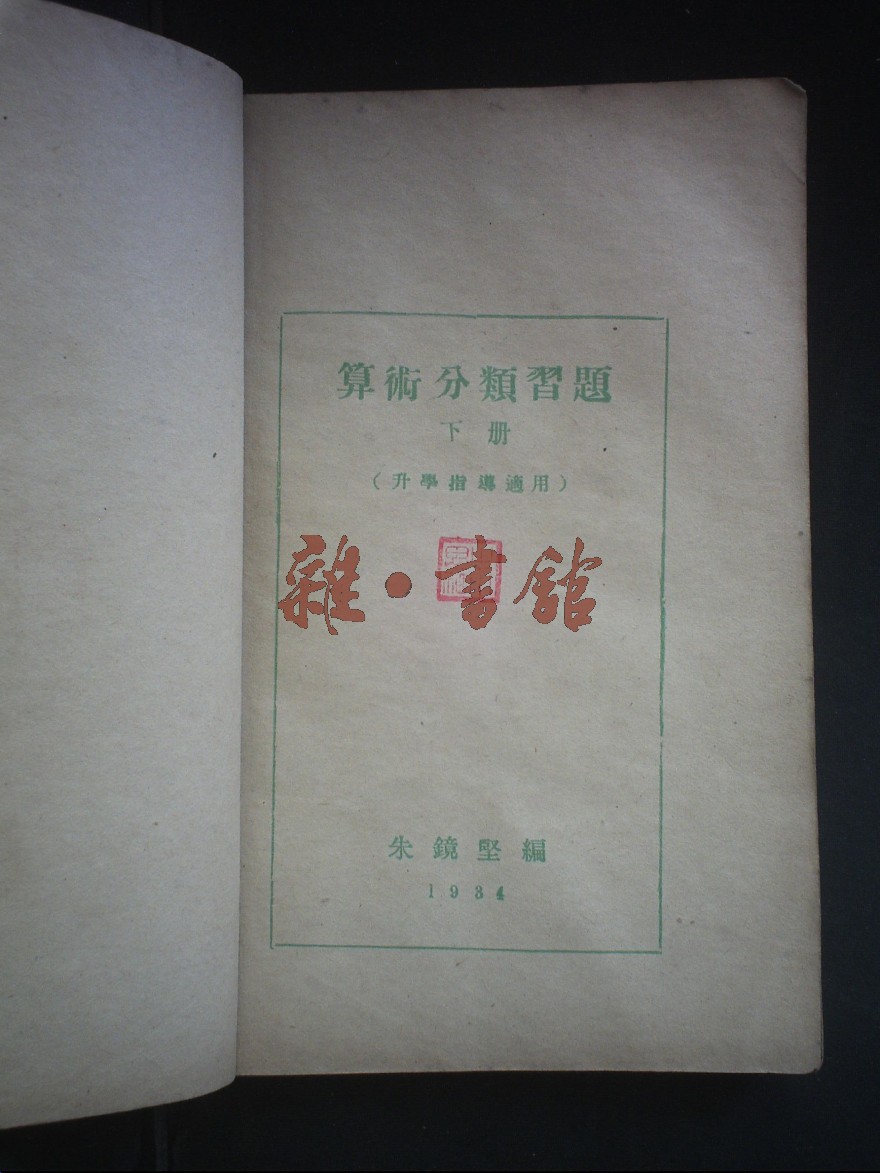 算術分類習題
下册
（升學指導適用）
雜·書館
朱鏡堅編
1934